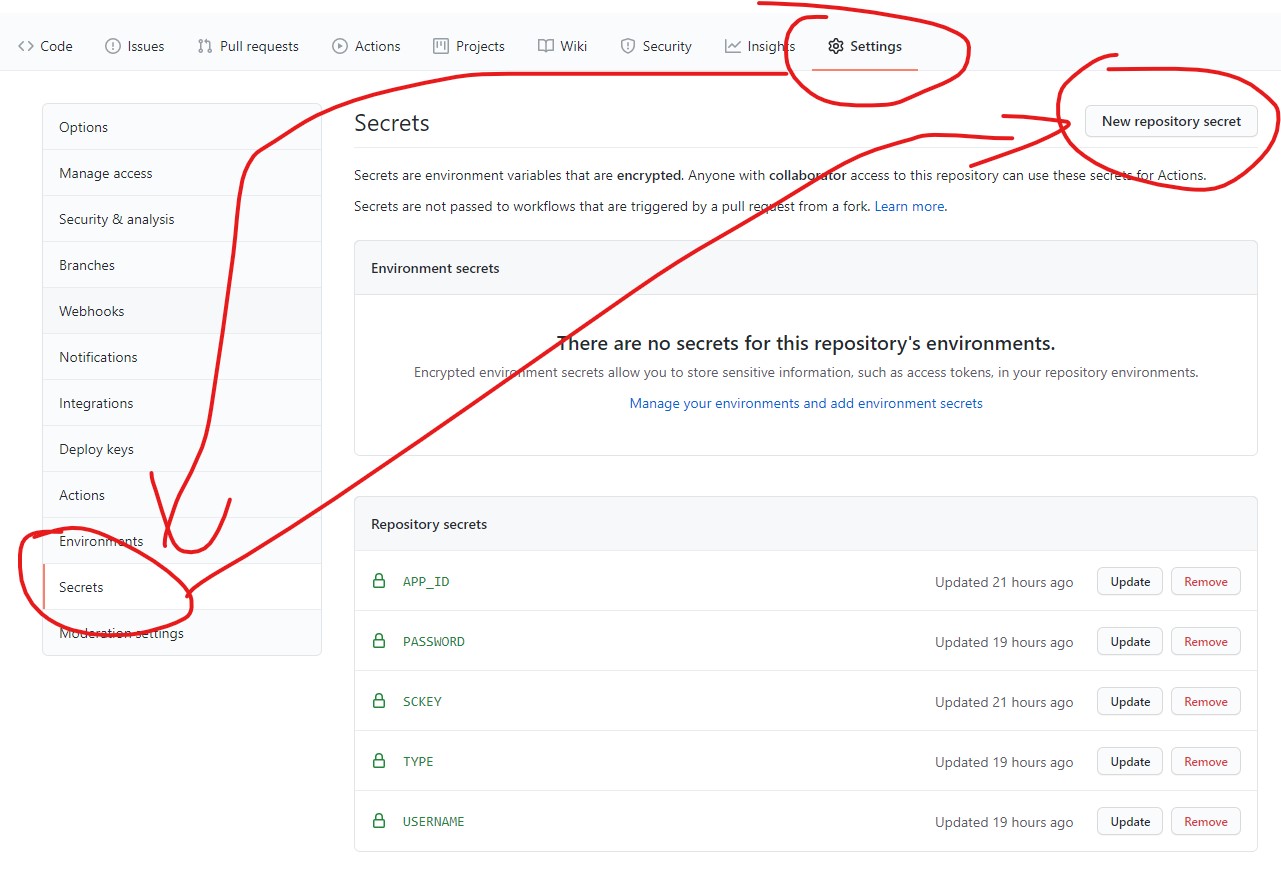 Code Issues Pull requests Actions Projects Wiki Security Insights Settings
Options
Manage access
Security & analysis
Branches
Webhooks
Notifications
Integrations
Deploy keys
Actions
Environments
Secrets
Moderation settings
Secrets
New repository secret
Secrets are environment variables that are encrypted. Anyone with collaborator access to this repository can use these secrets for Actions.
Secrets are not passed to workflows that are triggered by a pull request from a fork. Learn more.
Environment secrets
There are no secrets for this repository's environments.
Encrypted environment secrets allow you to store sensitive information, such as access tokens, in your repository environments.
Manage your environments and add environment secrets
Repository secrets
APP_ID Updated 21 hours ago Update Remove
PASSWORD Updated 19 hours ago Update Remove
SCKEY Updated 21 hours ago Update Remove
TYPE Updated 19 hours ago Update Remove
USERNAME Updated 19 hours ago Update Remove